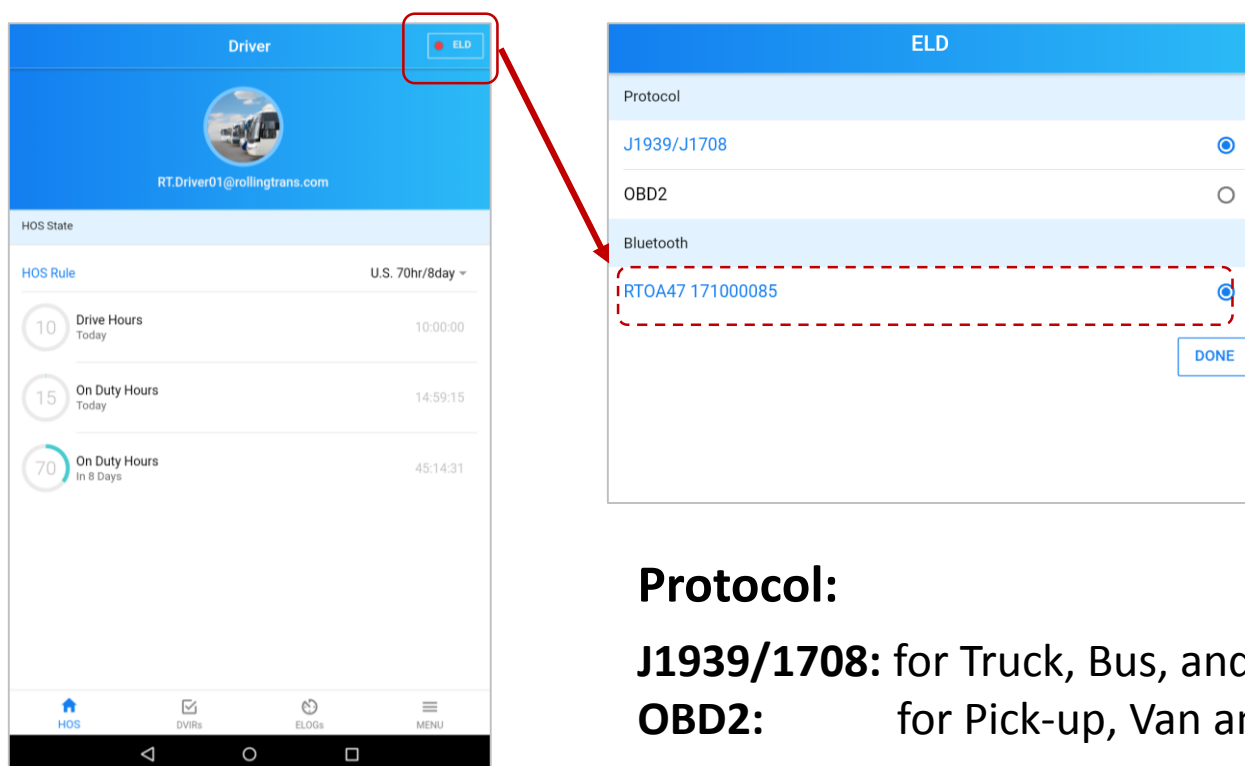 Driver
ELD
RT.Driver01@rollingtrans.com
HOS State
HOS Rule
U.S. 70hr/8day
10
Drive Hours
Today
10:00:00
15
On Duty Hours
Today
14:59:15
70
On Duty Hours
In 8 Days
45:14:31
HOS
DVIRs
ELOGs
MENU
ELD
Protocol
J1939/J1708
OBD2
Bluetooth
RTOA47 171000085
DONE
Protocol:
J1939/1708: for Truck, Bus, and
OBD2: for Pick-up, Van